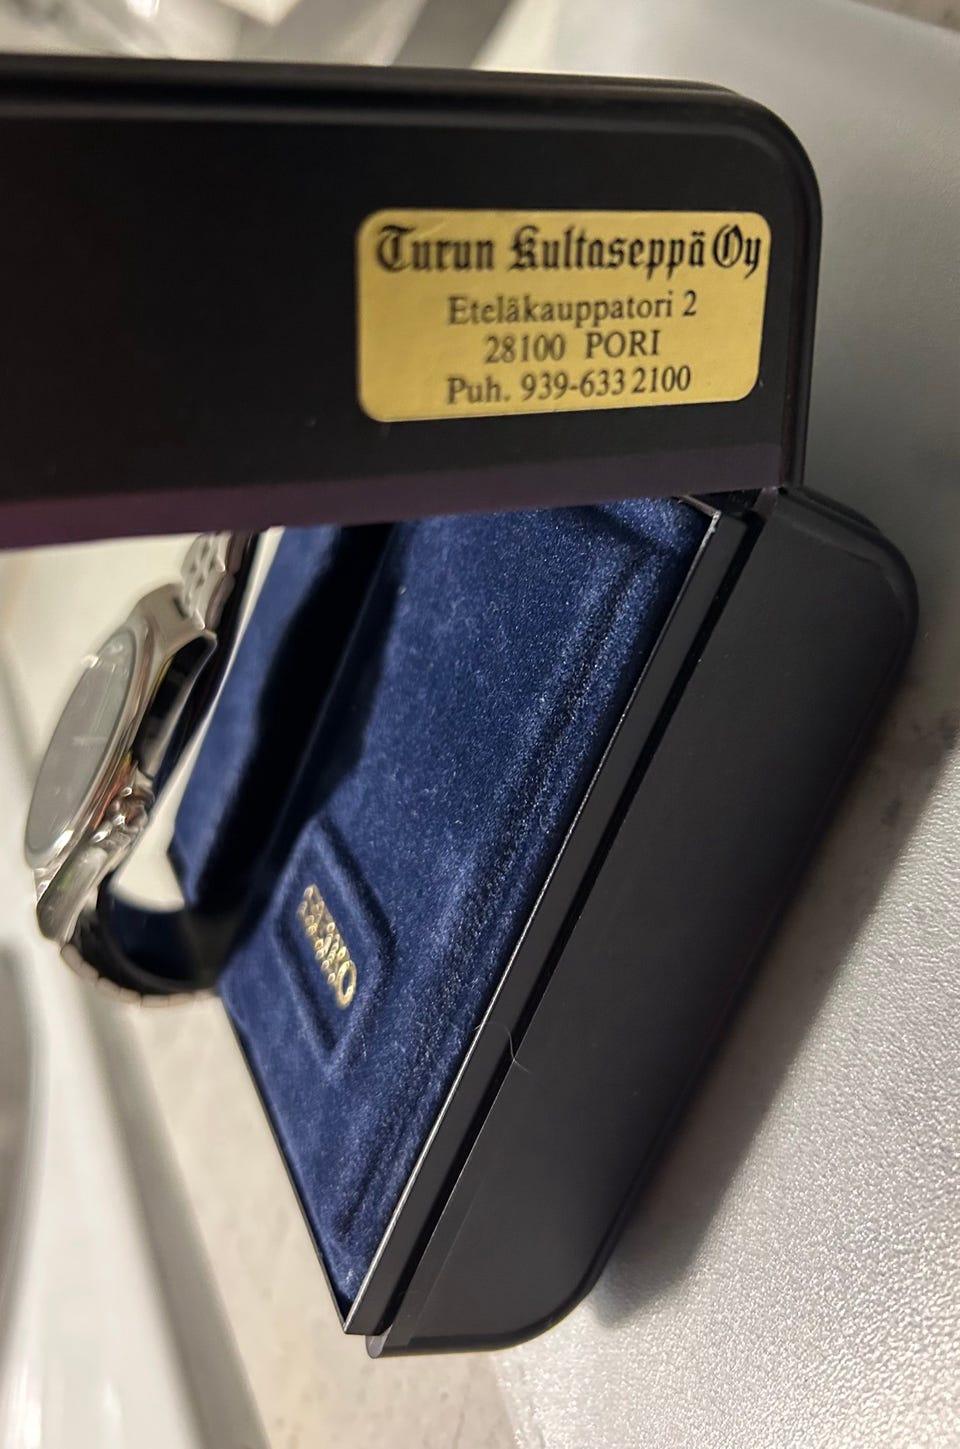 Turun Kultaseppä Oy
Eteläkauppatori 2
28100 PORI
Puh. 939-633 2100
SEIKO